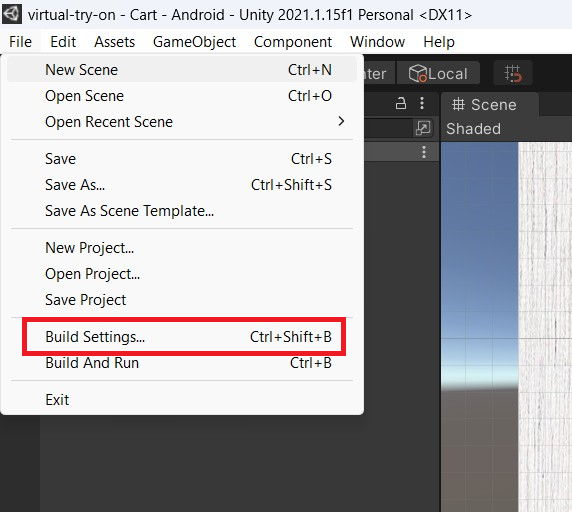 virtual-try-on - Cart - Android - Unity 2021.1.15f1 Personal <DX11>
File Edit Assets GameObject Component Window Help
New Scene Ctrl+N
Open Scene Ctrl+O
Open Recent Scene
Save Ctrl+S
Save As... Ctrl+Shift+S
Save As Scene Template...
New Project...
Open Project...
Save Project
Build Settings... Ctrl+Shift+B
Build And Run Ctrl+B
Exit
Local
Scene
Shaded